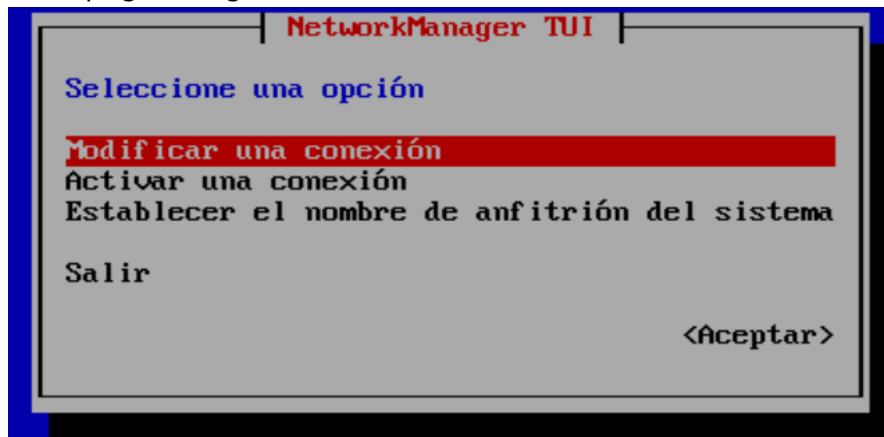 NetworkManager TUI
Seleccione una opción
Modificar una conexión
Activar una conexión
Establecer el nombre de anfitrión del sistema
Salir
<Aceptar>